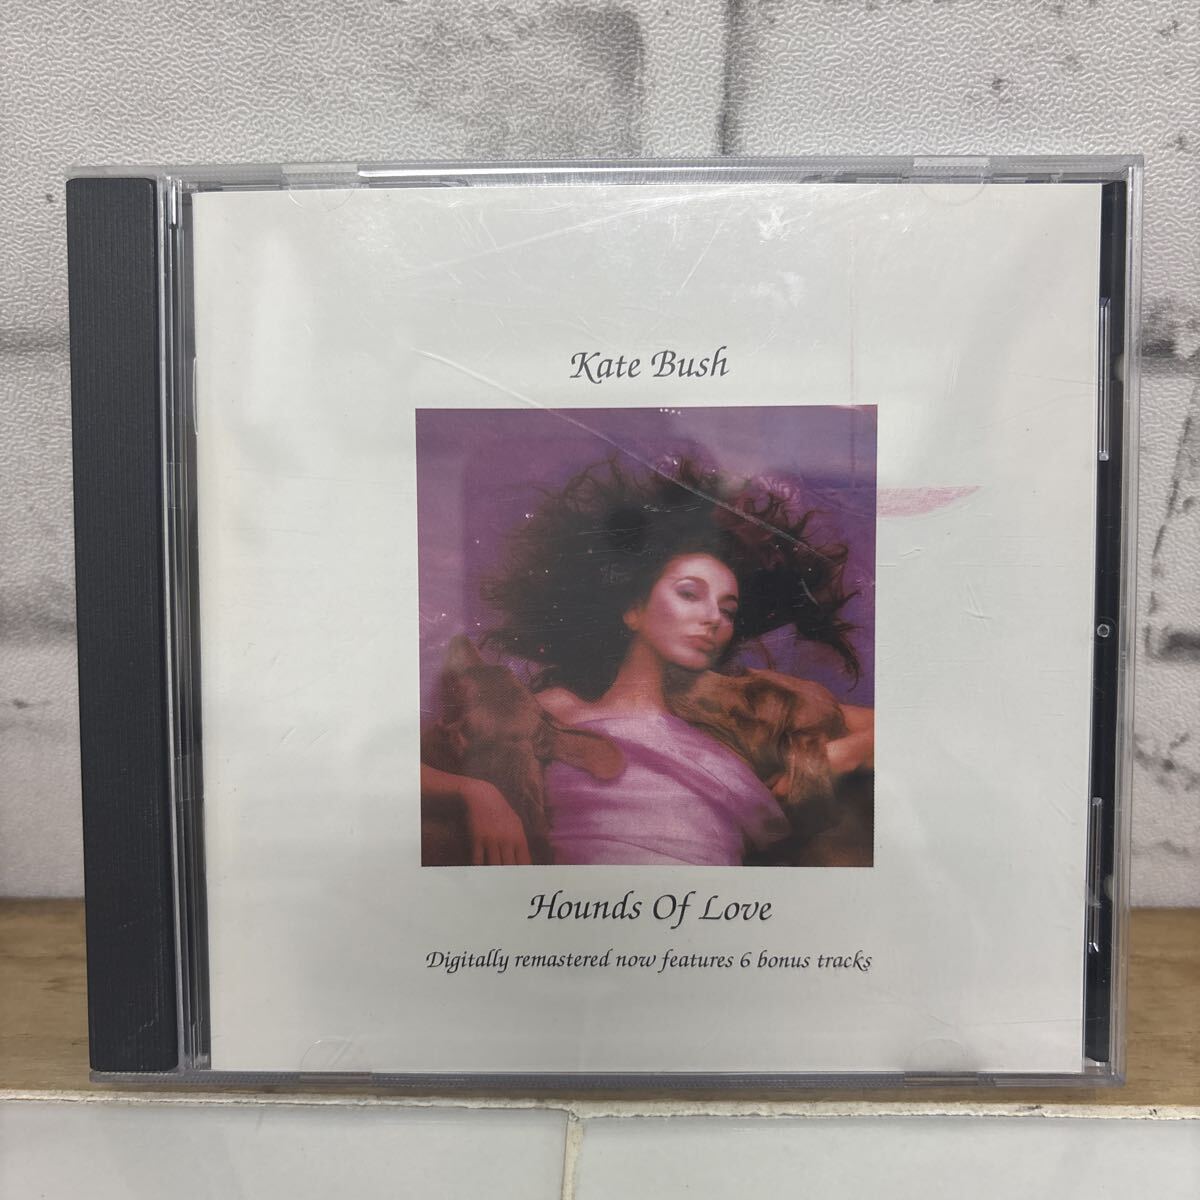 Kate Bush
Hounds Of Love
Digitally remastered now features 6 bonus tracks